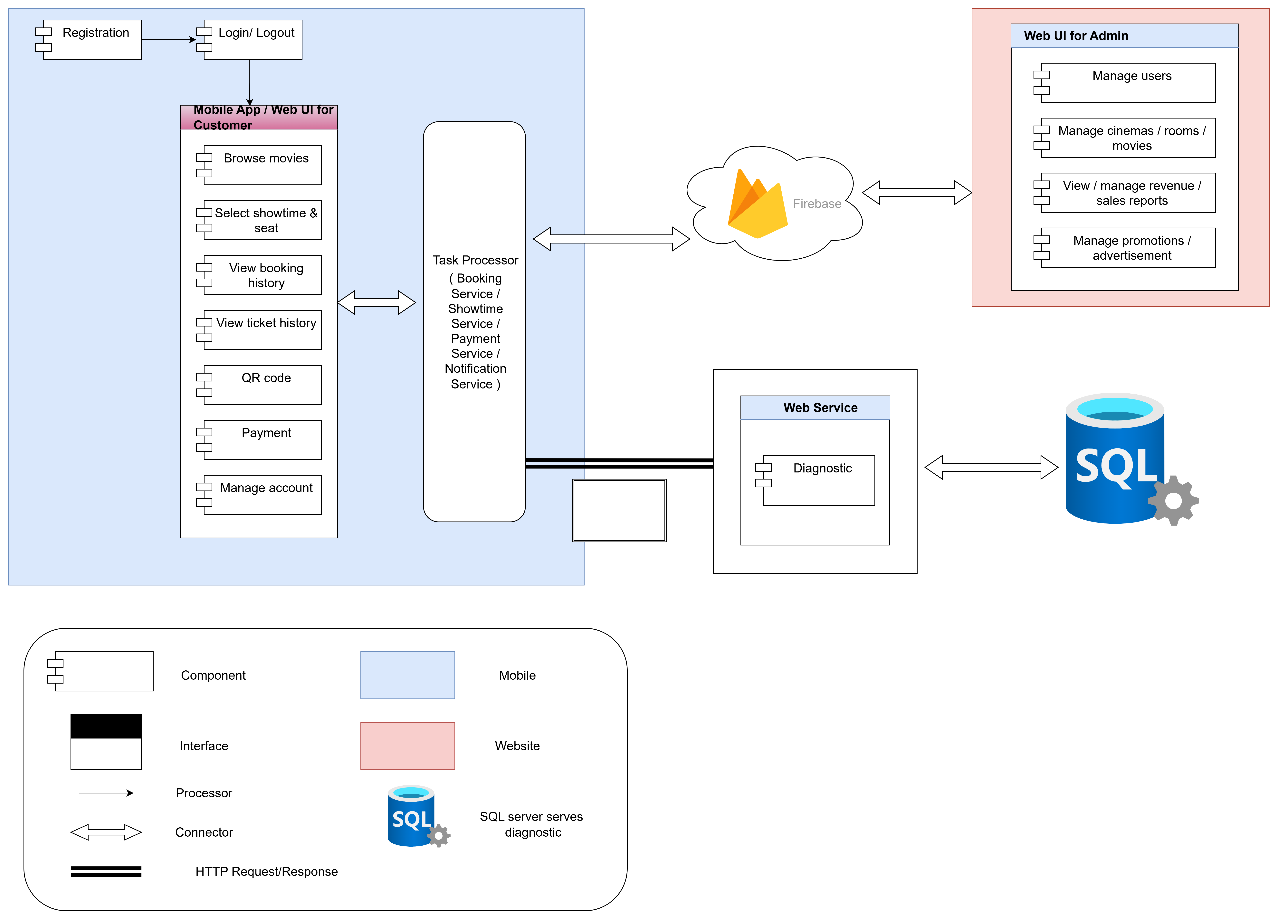 Registration
Login/ Logout
Mobile App / Web UI for
Customer
Browse movies
Select showtime &
seat
View booking
history
View ticket history
QR code
Payment
Manage account
Task Processor
( Booking
Service /
Showtime
Service /
Payment
Service /
Notification
Service )
Firebase
Web UI for Admin
Manage users
Manage cinemas / rooms /
movies
View / manage revenue /
sales reports
Manage promotions /
advertisement
Web Service
Diagnostic
SQL
Component
Mobile
Interface
Website
Processor
Connector
SQL
SQL server serves
diagnostic
HTTP Request/Response